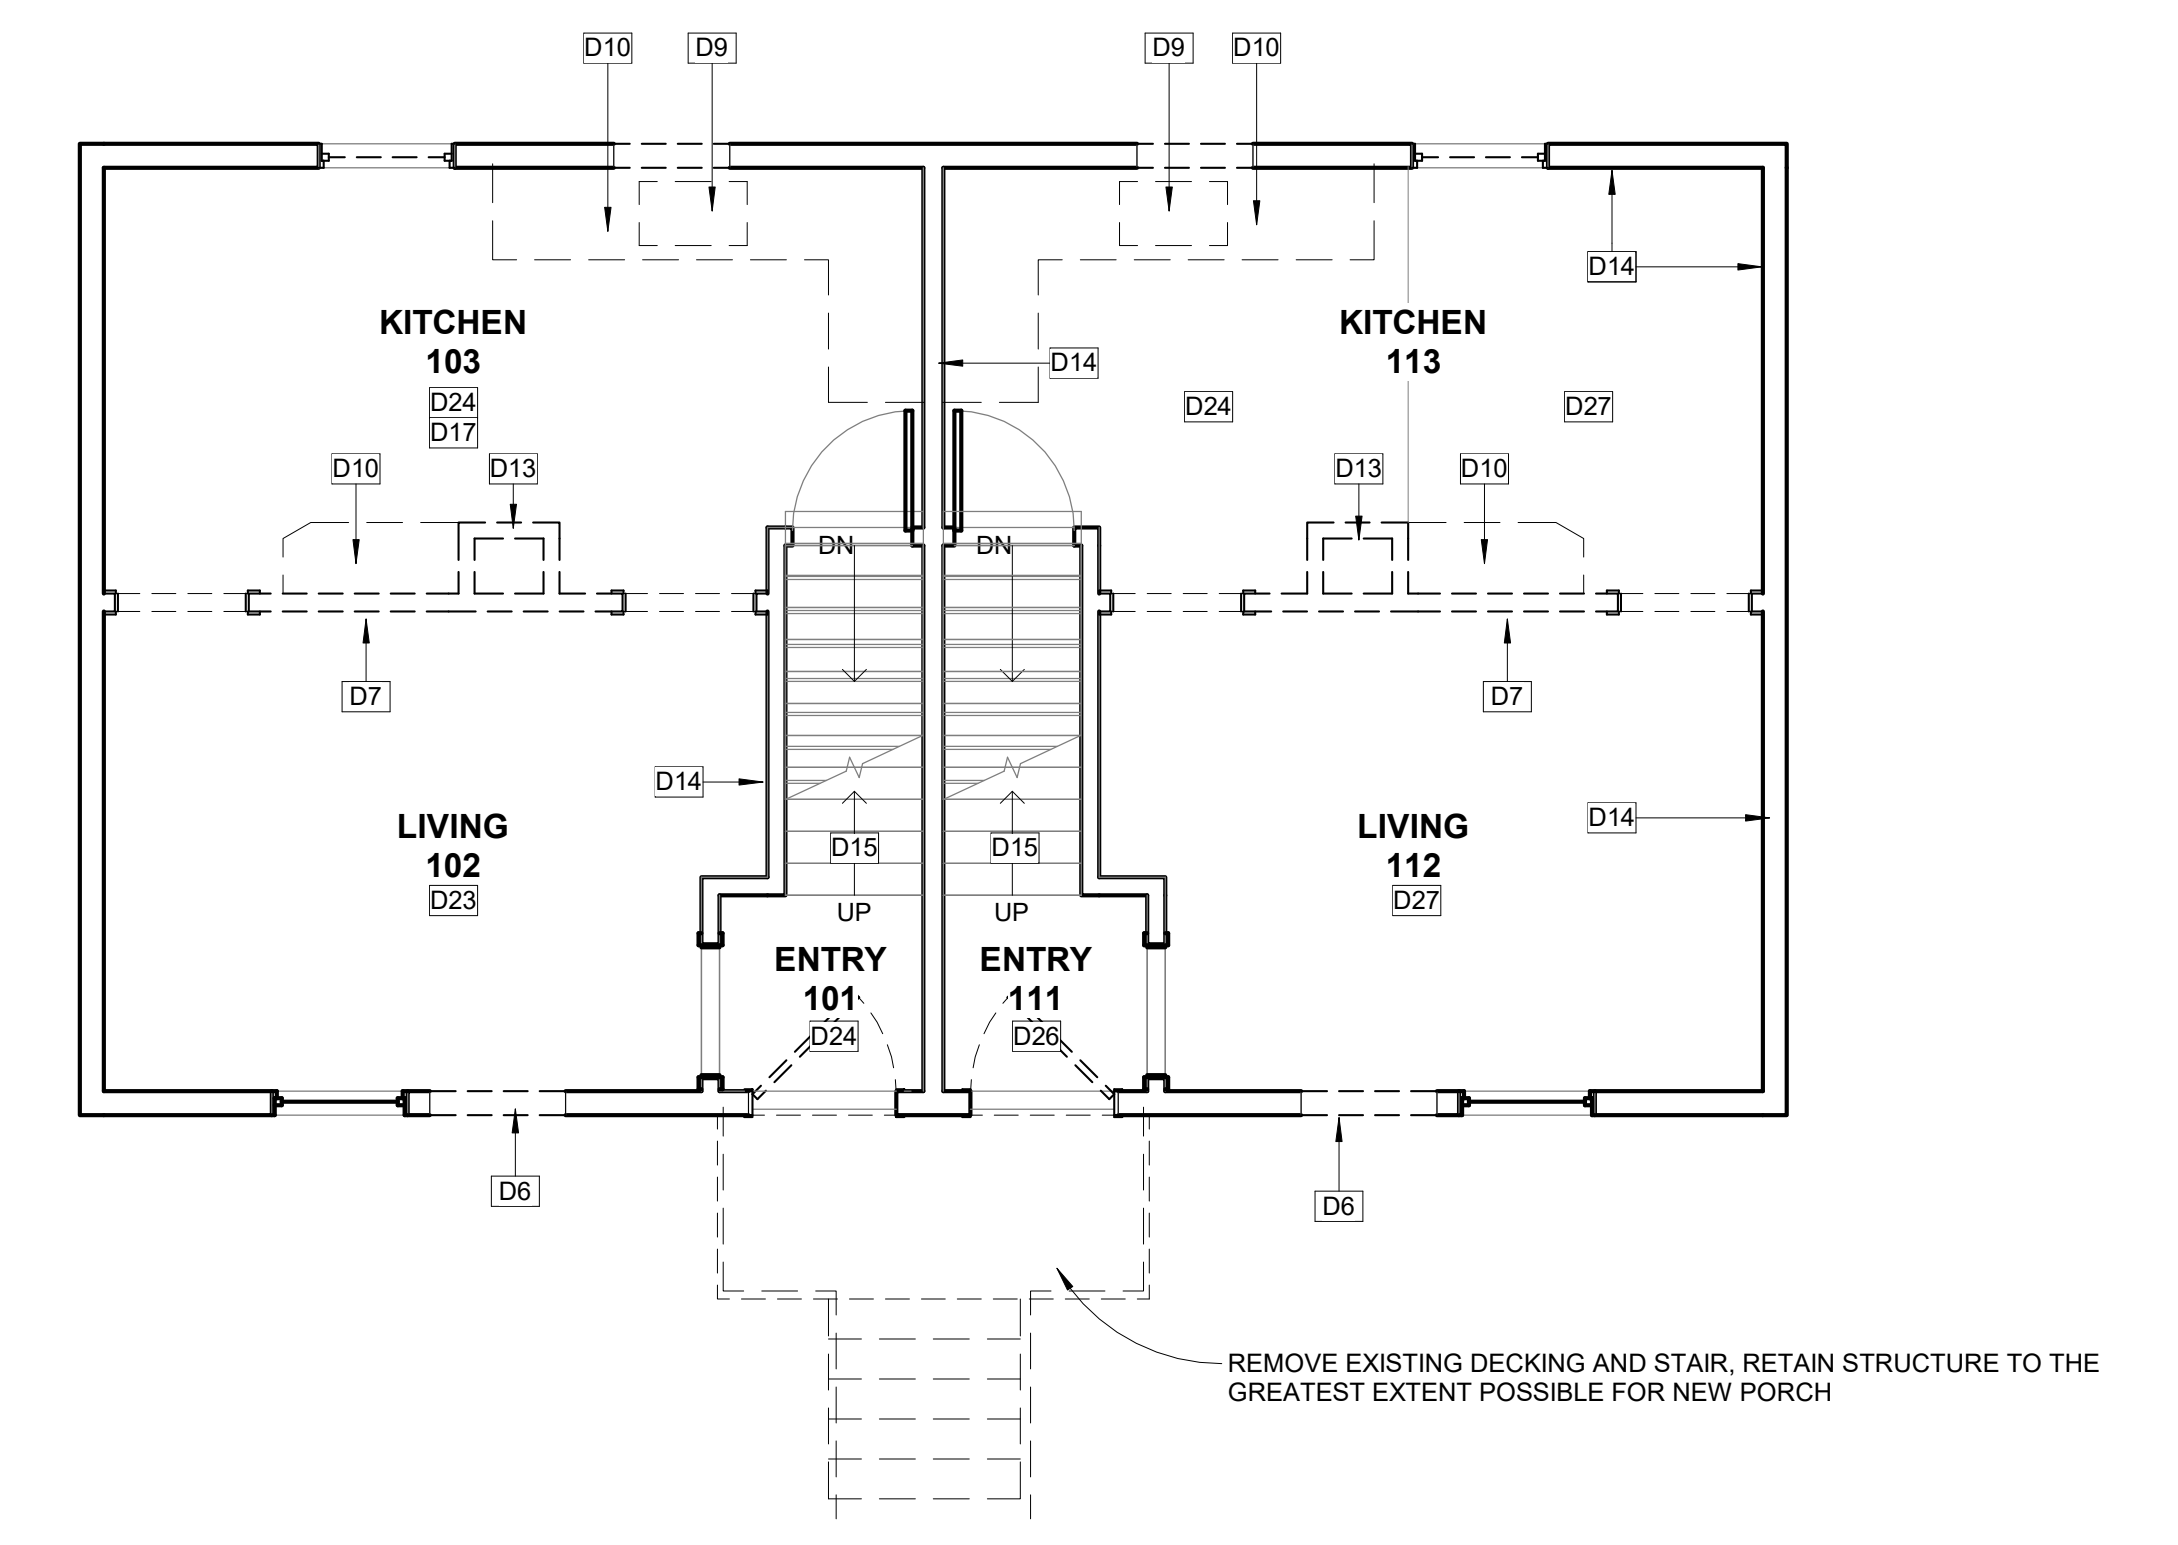 D10
D9
D9
D10
D14
KITCHEN
103
D24
D17
KITCHEN
113
D14
D24
D27
D10
D13
D13
D10
DN
DN
D7
D7
D14
LIVING
102
D23
D15
D15
LIVING
112
D27
D14
UP
UP
ENTRY
101
D24
ENTRY
111
D26
D6
D6
REMOVE EXISTING DECKING AND STAIR, RETAIN STRUCTURE TO THE
GREATEST EXTENT POSSIBLE FOR NEW PORCH